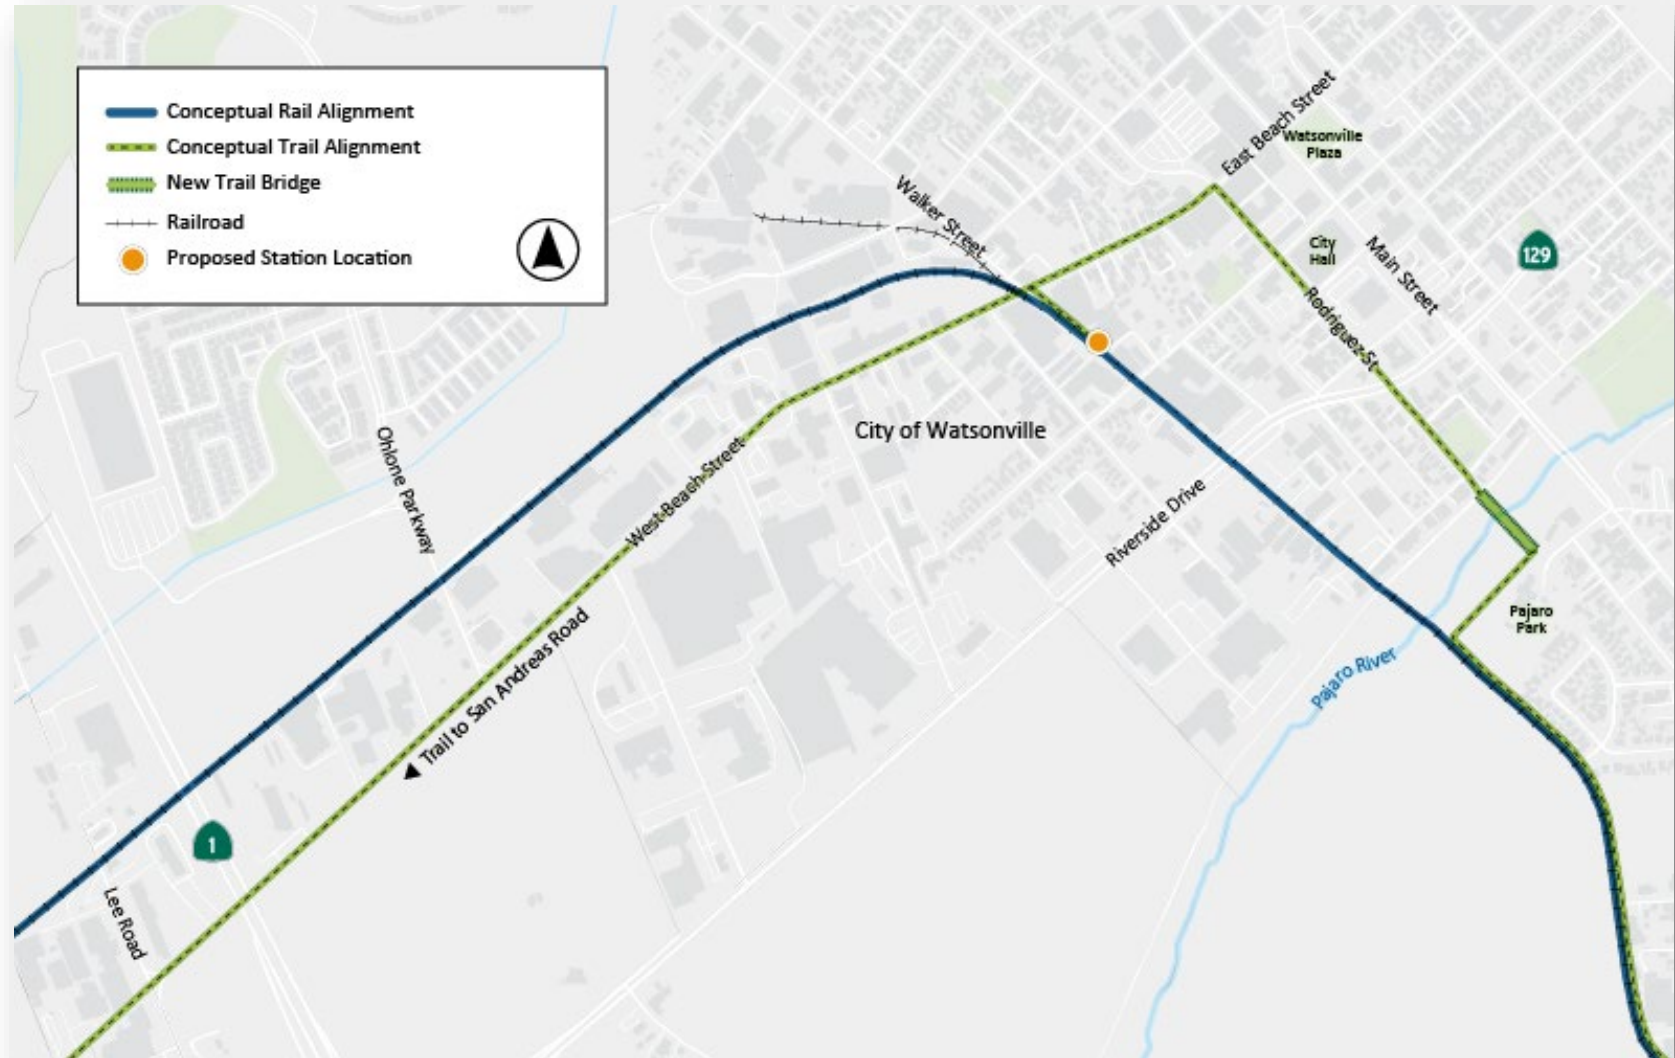 Conceptual Rail Alignment
Conceptual Trail Alignment
New Trail Bridge
Railroad
Proposed Station Location
East Beach Street
Watsonville
Plaza
Walker Street
City
Hall
Main Street
129
Rodriguez St
City of Watsonville
Ohlone Parkway
West Beach Street
Riverside Drive
Trail to San Andreas Road
Pajaro
Park
Pajaro River
1
Lee Road